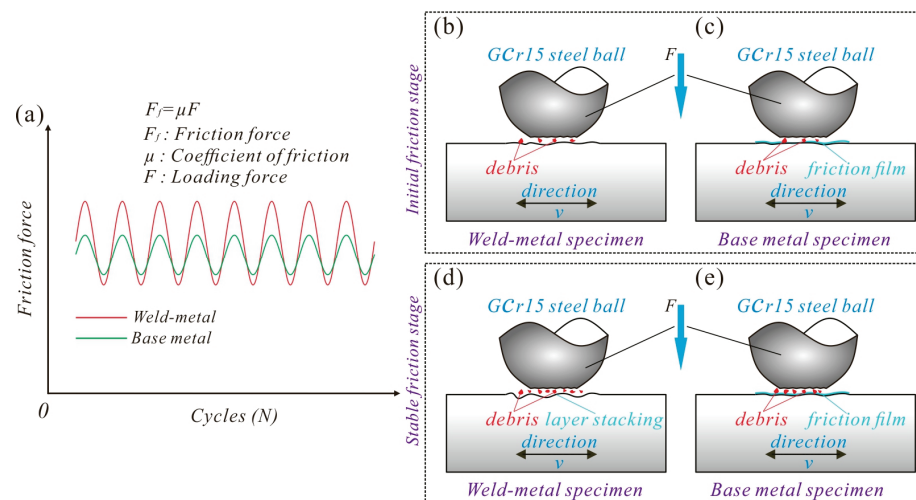 (a)
F_f=μF
F_f : Friction force
μ : Coefficient of friction
F : Loading force
Friction force
Weld-metal
Base metal
0
Cycles (N)
Initial friction stage
(b)
GCr15 steel ball
debris
direction
v
Weld-metal specimen
F
(c)
GCr15 steel ball
debris
friction film
direction
v
Base metal specimen
Stable friction stage
(d)
GCr15 steel ball
debris
layer stacking
direction
v
Weld-metal specimen
F
(e)
GCr15 steel ball
debris
friction film
direction
v
Base metal specimen